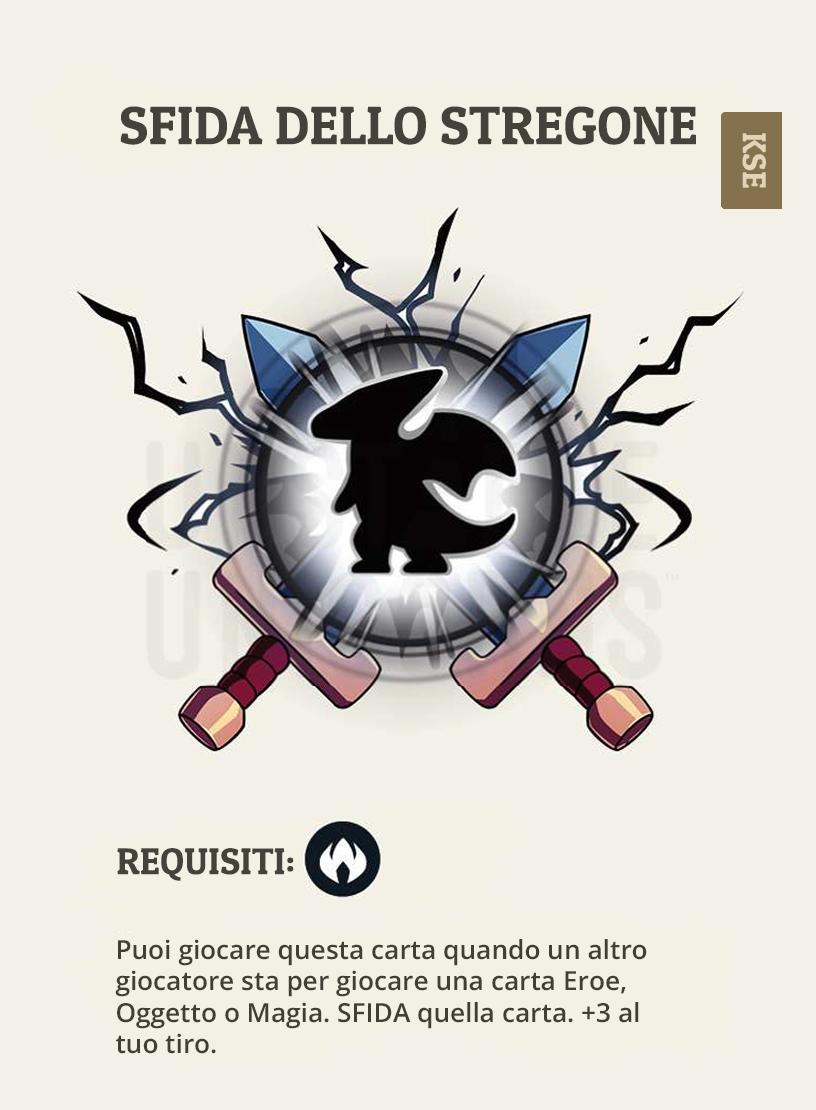 SFIDA DELLO STREGONE
KSE
REQUISITI:
Puoi giocare questa carta quando un altro
giocatore sta per giocare una carta Eroe,
Oggetto o Magia. SFIDA quella carta. +3 al
tuo tiro.